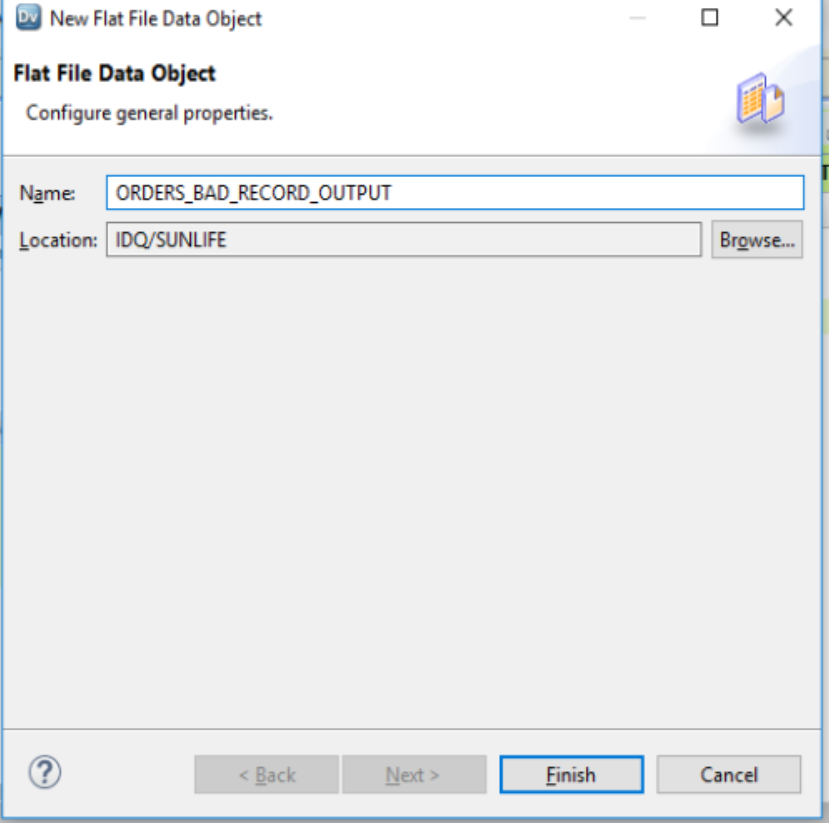 Dv New Flat File Data Object
Flat File Data Object
Configure general properties.
Name: ORDERS_BAD_RECORD_OUTPUT
Location: IDQ/SUNLIFE Browse...
? < Back Next > Finish Cancel